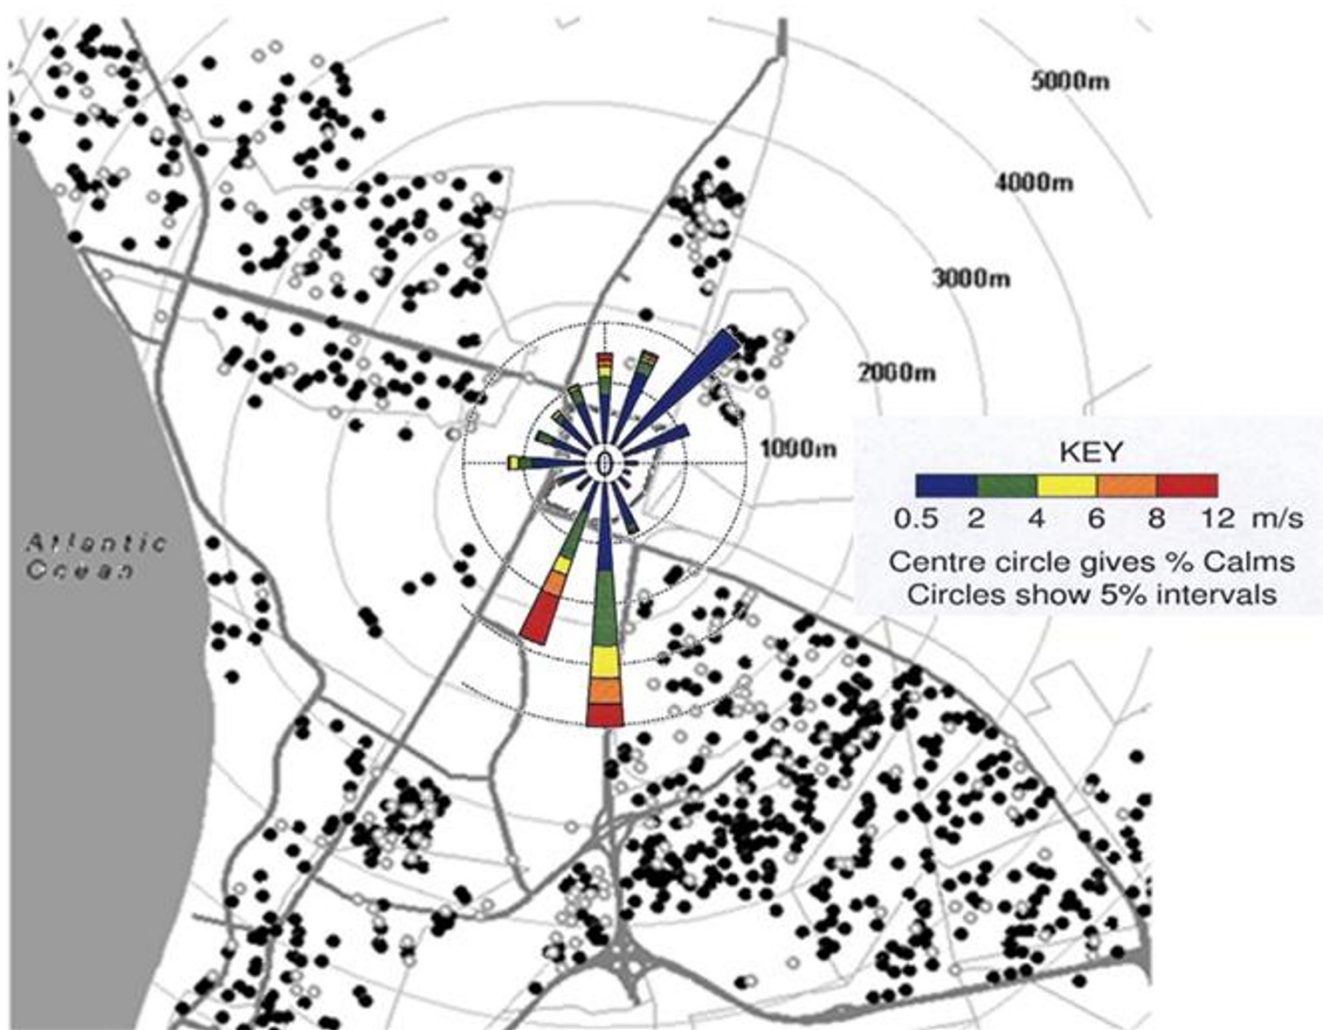 5000m
4000m
3000m
2000m
1000m
0
KEY
0.5 2 4 6 8 12 m/s
Centre circle gives % Calms
Circles show 5% intervals
Atlantic
Ocean